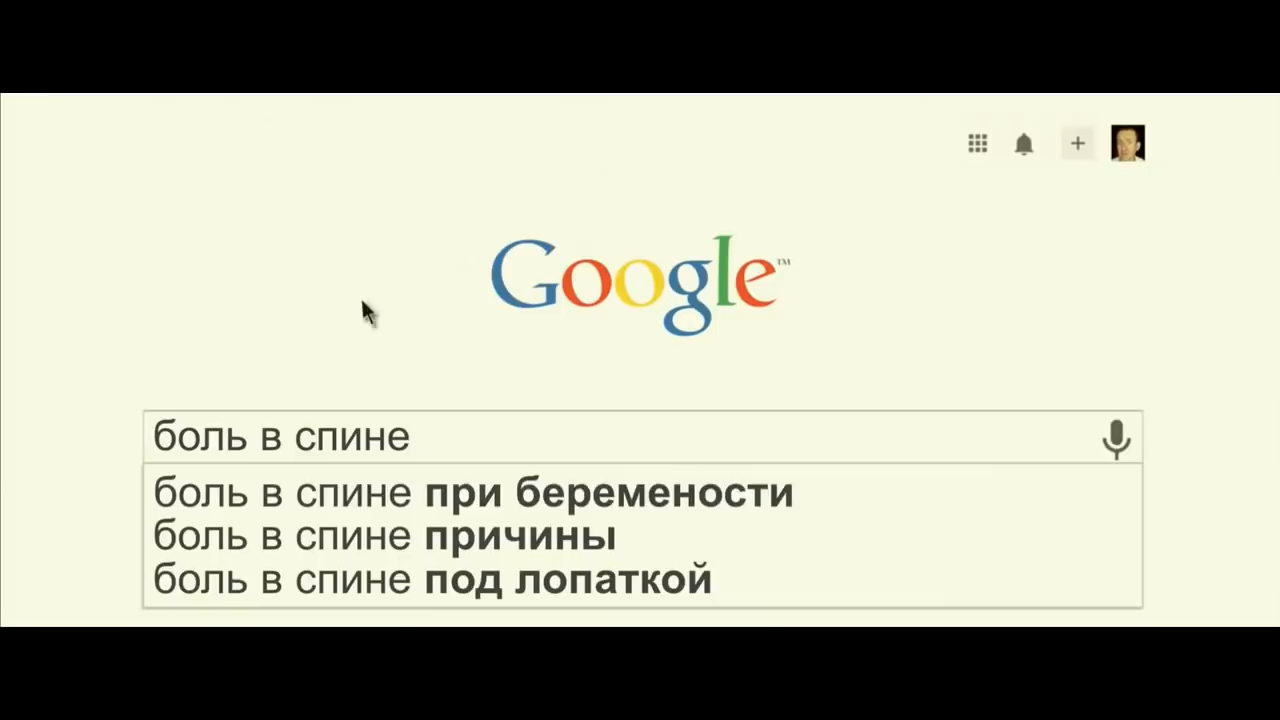 Google™
боль в спине
боль в спине при беремености
боль в спине причины
боль в спине под лопаткой